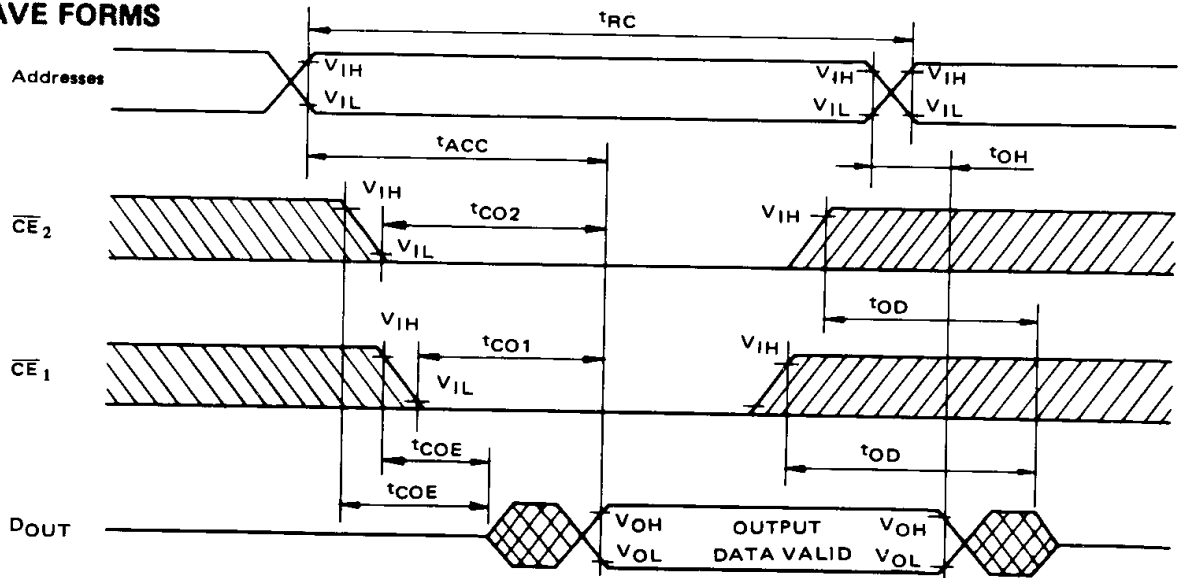 AVE FORMS
tRC
Addresses
VIH
VIH
VIH
VIL
VIL
VIL
tACC
tOH
CE2
VIH
tCO2
VIL
VIH
tOD
CE1
VIH
tCO1
VIL
VIH
tCOE
tOD
tCOE
DOUT
VOH
OUTPUT
VOH
VOL
DATA VALID
VOL